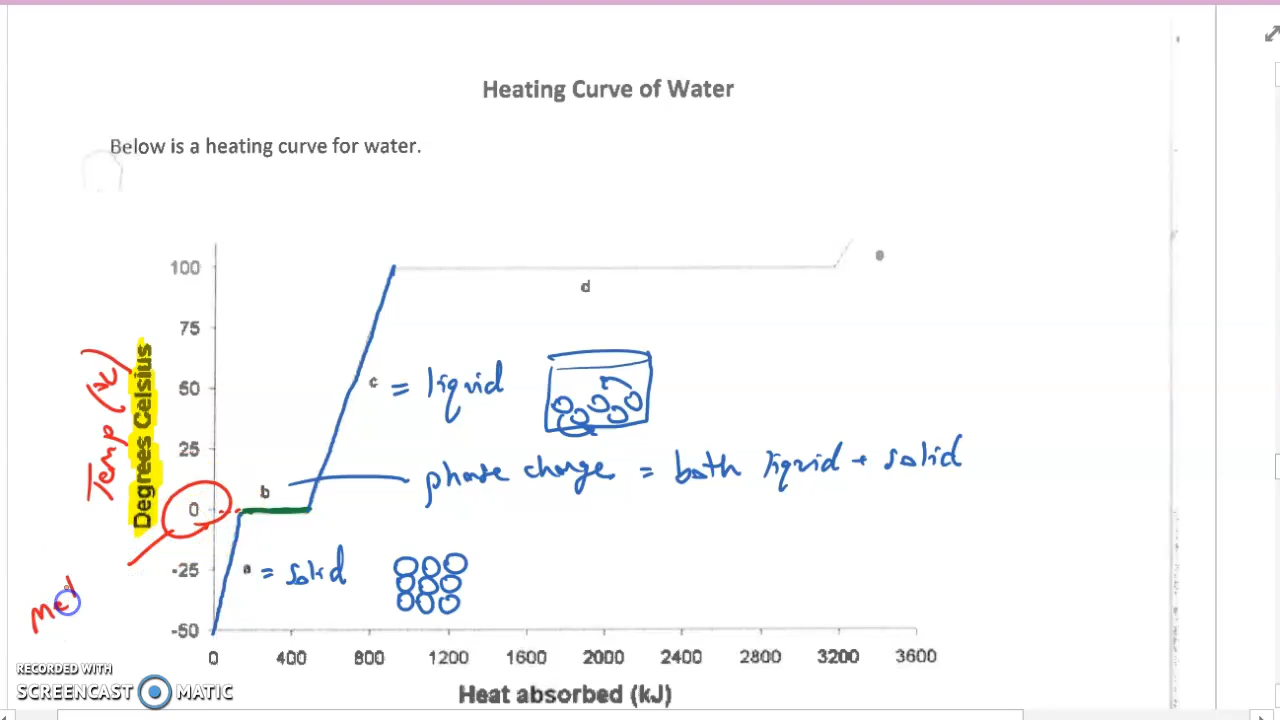 Heating Curve of Water
Below is a heating curve for water.
100
e
d
75
Temp
Degrees Celsius
50
c = liquid
25
phase change = both liquid + solid
b
0
-25
a = solid
Mel
-50
0 400 800 1200 1600 2000 2400 2800 3200 3600
Heat absorbed (kJ)
RECORDED WITH
SCREENCAST MATIC